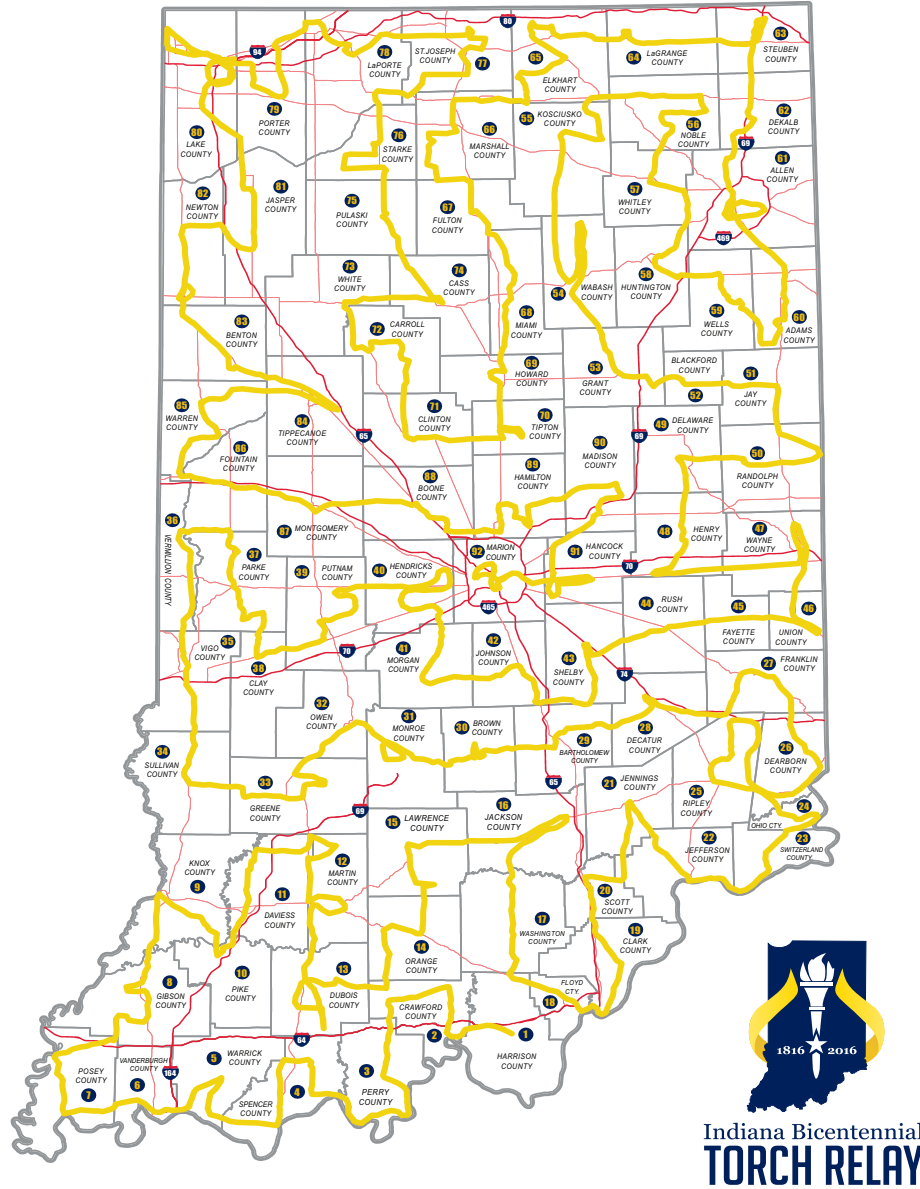 80
94
63
STEUBEN
COUNTY
78
LaPORTE
COUNTY
ST.JOSEPH
COUNTY
77
65
ELKHART
COUNTY
64
LaGRANGE
COUNTY
79
PORTER
COUNTY
80
LAKE
COUNTY
76
STARKE
COUNTY
66
MARSHALL
COUNTY
55
KOSCIUSKO
COUNTY
56
NOBLE
COUNTY
62
DEKALB
COUNTY
69
61
ALLEN
COUNTY
82
NEWTON
COUNTY
81
JASPER
COUNTY
75
PULASKI
COUNTY
67
FULTON
COUNTY
57
WHITLEY
COUNTY
469
73
WHITE
COUNTY
74
CASS
COUNTY
54
WABASH
COUNTY
58
HUNTINGTON
COUNTY
68
MIAMI
COUNTY
59
WELLS
COUNTY
60
ADAMS
COUNTY
83
BENTON
COUNTY
72
CARROLL
COUNTY
69
HOWARD
COUNTY
53
GRANT
COUNTY
BLACKFORD
COUNTY
52
51
JAY
COUNTY
85
WARREN
COUNTY
84
TIPPECANOE
COUNTY
65
71
CLINTON
COUNTY
70
TIPTON
COUNTY
90
MADISON
COUNTY
69
49
DELAWARE
COUNTY
86
FOUNTAIN
COUNTY
88
BOONE
COUNTY
89
HAMILTON
COUNTY
50
RANDOLPH
COUNTY
36
VERMILLION COUNTY
87
MONTGOMERY
COUNTY
92
MARION
COUNTY
91
HANCOCK
COUNTY
48
HENRY
COUNTY
47
WAYNE
COUNTY
37
PARKE
COUNTY
39
PUTNAM
COUNTY
40
HENDRICKS
COUNTY
70
465
44
RUSH
COUNTY
45
FAYETTE
COUNTY
46
UNION
COUNTY
35
VIGO
COUNTY
38
CLAY
COUNTY
70
41
MORGAN
COUNTY
42
JOHNSON
COUNTY
43
SHELBY
COUNTY
74
27
FRANKLIN
COUNTY
32
OWEN
COUNTY
31
MONROE
COUNTY
30
BROWN
COUNTY
29
BARTHOLOMEW
COUNTY
28
DECATUR
COUNTY
26
DEARBORN
COUNTY
34
SULLIVAN
COUNTY
33
GREENE
COUNTY
69
65
21
JENNINGS
COUNTY
25
RIPLEY
COUNTY
24
OHIO CTY.
15
LAWRENCE
COUNTY
16
JACKSON
COUNTY
22
JEFFERSON
COUNTY
23
SWITZERLAND
COUNTY
KNOX
COUNTY
9
12
MARTIN
COUNTY
11
DAVIESS
COUNTY
20
SCOTT
COUNTY
17
WASHINGTON
COUNTY
19
CLARK
COUNTY
14
ORANGE
COUNTY
8
GIBSON
COUNTY
10
PIKE
COUNTY
13
DUBOIS
COUNTY
FLOYD
CTY.
18
CRAWFORD
COUNTY
2
1
HARRISON
COUNTY
64
POSEY
COUNTY
7
VANDERBURGH
COUNTY
6
164
5
WARRICK
COUNTY
4
SPENCER
COUNTY
3
PERRY
COUNTY
1816 2016
Indiana Bicentennial
TORCH RELAY